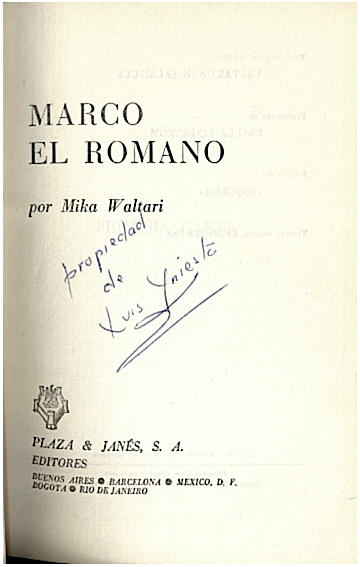 MARCO
EL ROMANO
por Mika Waltari
propiedad
de
Luis Yniesta
PLAZA & JANÉS, S. A.
EDITORES
BUENOS AIRES ● BARCELONA ● MEXICO, D. F.
BOGOTA ● RIO DE JANEIRO